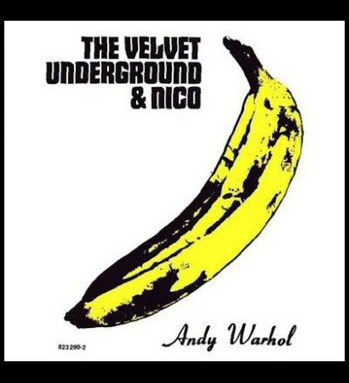 THE VELVET
UNDERGROUND
& NICO
823 290-2
Andy Warhol